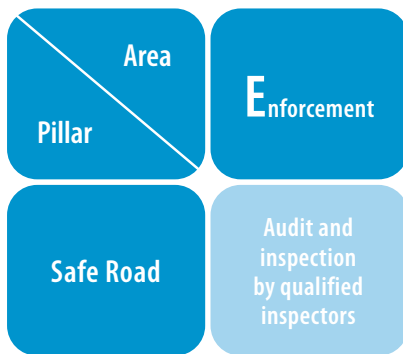 Area
Pillar
Enforcement
Safe Road
Audit and
inspection
by qualified
inspectors